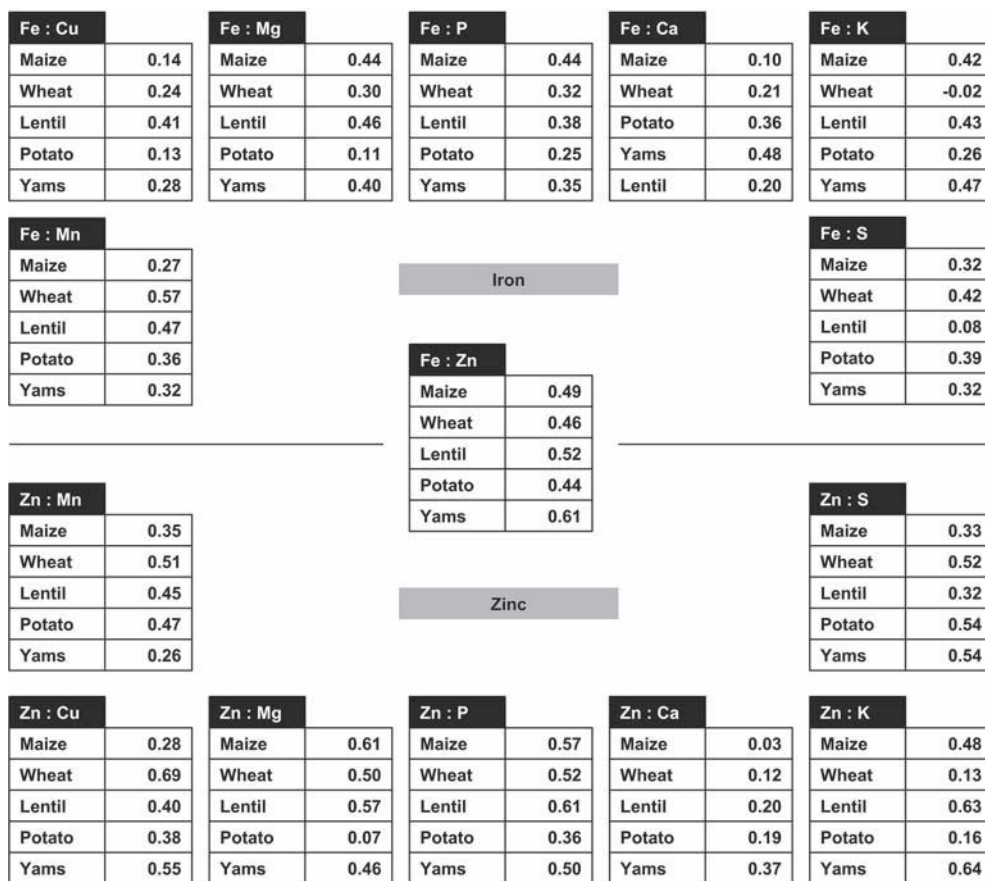 Fe : Cu Fe : Mg Fe : P Fe : Ca Fe : K
Maize 0.14 Maize 0.44 Maize 0.44 Maize 0.10 Maize 0.42
Wheat 0.24 Wheat 0.30 Wheat 0.32 Wheat 0.21 Wheat -0.02
Lentil 0.41 Lentil 0.46 Lentil 0.38 Potato 0.36 Lentil 0.43
Potato 0.13 Potato 0.11 Potato 0.25 Yams 0.48 Potato 0.26
Yams 0.28 Yams 0.40 Yams 0.35 Lentil 0.20 Yams 0.47
Fe : Mn
Maize 0.27
Wheat 0.57
Lentil 0.47
Potato 0.36
Yams 0.32
Iron
Fe : S
Maize 0.32
Wheat 0.42
Lentil 0.08
Potato 0.39
Yams 0.32
Fe : Zn
Maize 0.49
Wheat 0.46
Lentil 0.52
Potato 0.44
Yams 0.61
Zn : Mn
Maize 0.35
Wheat 0.51
Lentil 0.45
Potato 0.47
Yams 0.26
Zinc
Zn : S
Maize 0.33
Wheat 0.52
Lentil 0.32
Potato 0.54
Yams 0.54
Zn : Cu Zn : Mg Zn : P Zn : Ca Zn : K
Maize 0.28 Maize 0.61 Maize 0.57 Maize 0.03 Maize 0.48
Wheat 0.69 Wheat 0.50 Wheat 0.52 Wheat 0.12 Wheat 0.13
Lentil 0.40 Lentil 0.57 Lentil 0.61 Lentil 0.20 Lentil 0.63
Potato 0.38 Potato 0.07 Potato 0.36 Potato 0.19 Potato 0.16
Yams 0.55 Yams 0.46 Yams 0.50 Yams 0.37 Yams 0.64